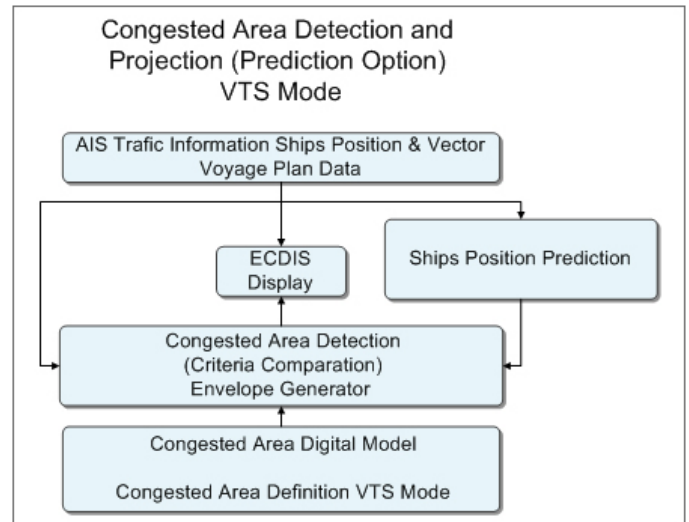 Congested Area Detection and
Projection (Prediction Option)
VTS Mode
AIS Trafic Information Ships Position & Vector
Voyage Plan Data
ECDIS
Display
Ships Position Prediction
Congested Area Detection
(Criteria Comparation)
Envelope Generator
Congested Area Digital Model
Congested Area Definition VTS Mode